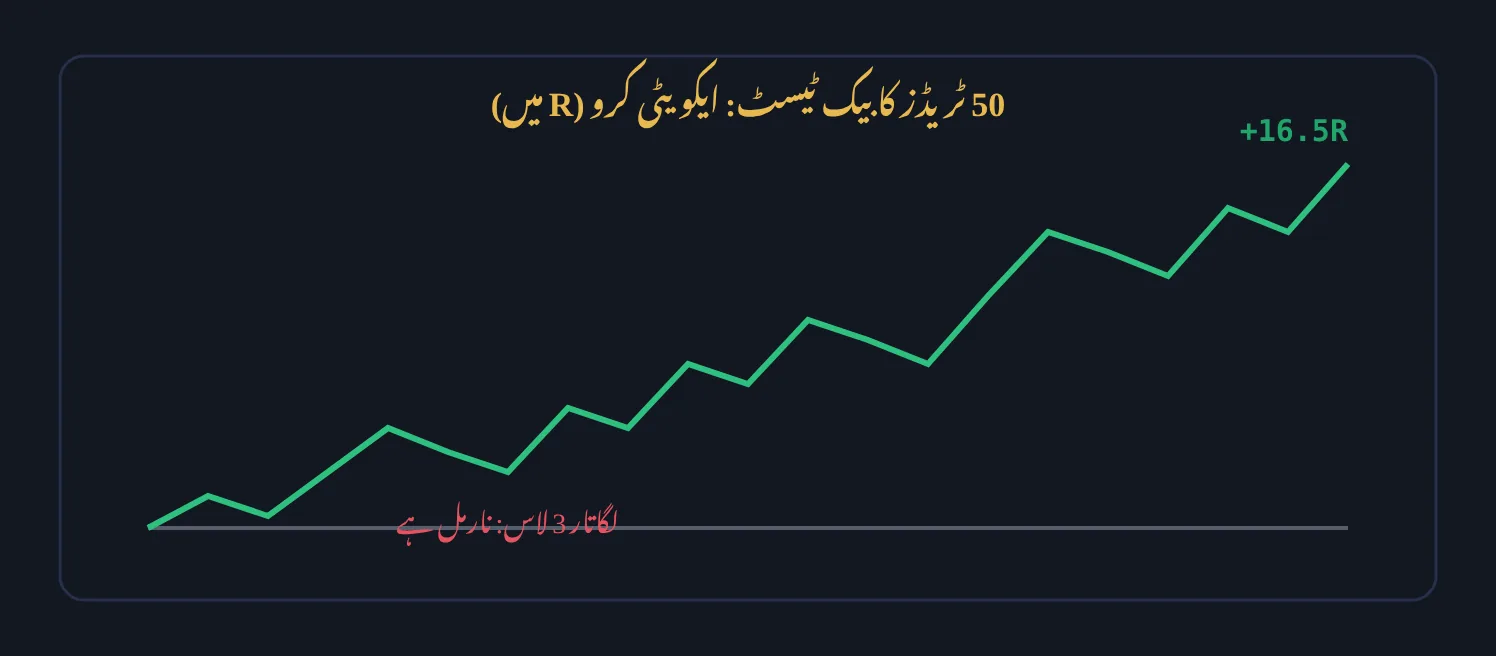 50 ٹریڈز کا بیک ٹیسٹ: ایکویٹی کرو (R میں)
+16.5R
لگاتار 3 لاس: نارمل ہے